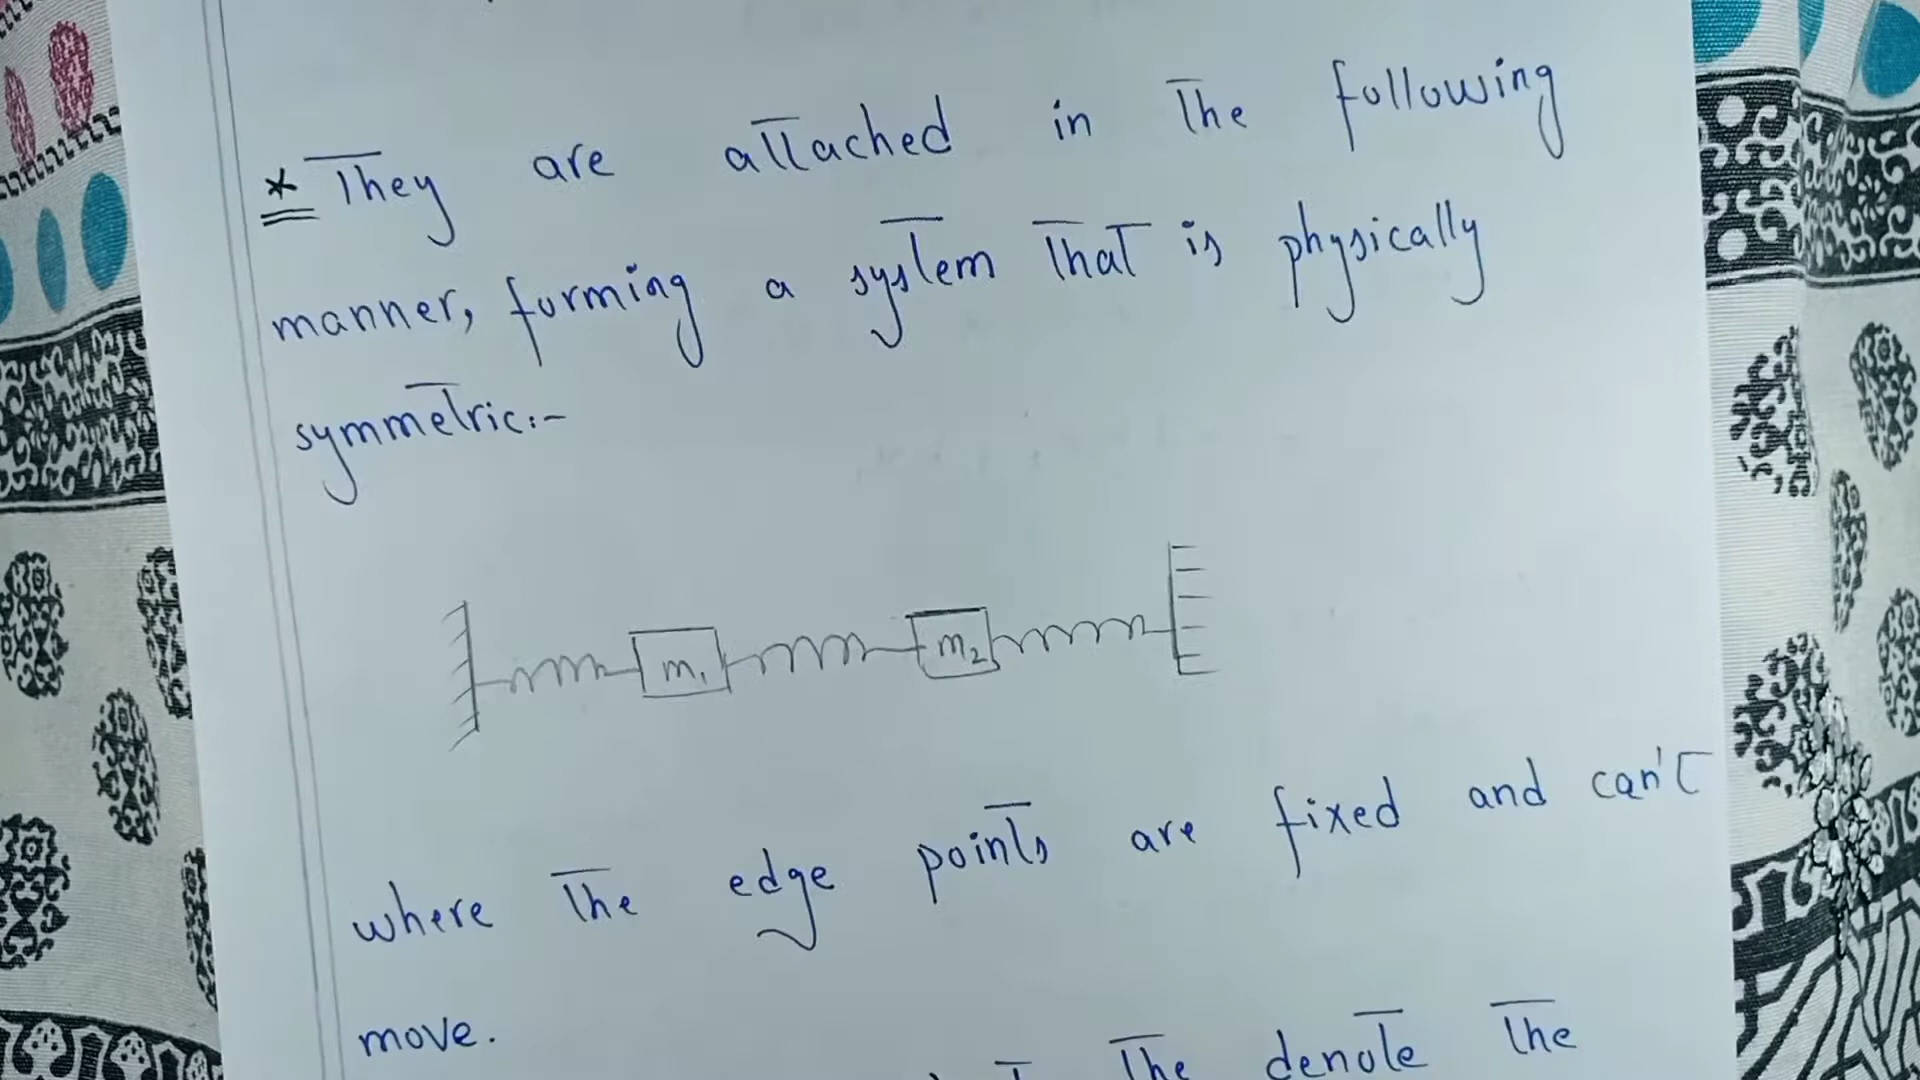 * They are attached in the following
manner, forming a system that is physically
symmetric:-
m₁ m₂
where the edge points are fixed and can't
move.
The denote the